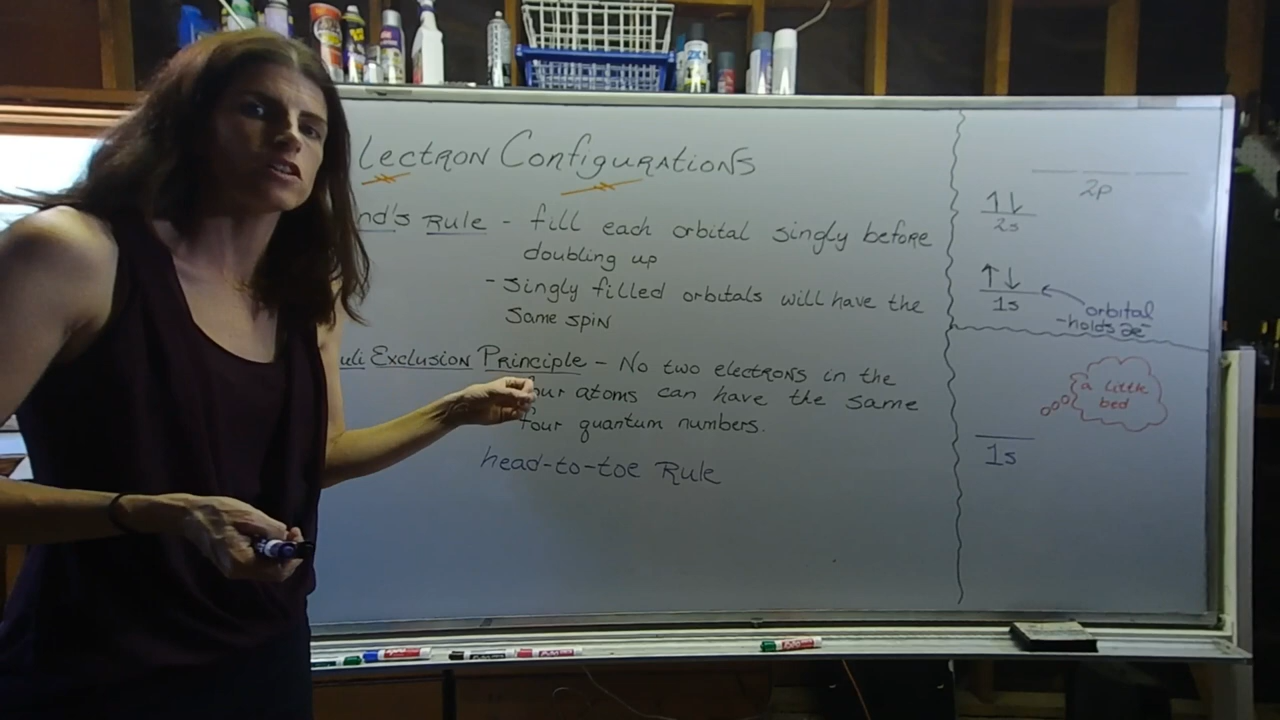 lectron Configurations
nd's Rule - fill each orbital singly before
doubling up
- Singly filled orbitals will have the
same spin
uli Exclusion Principle - No two electrons in the
our atoms can have the same
four quantum numbers.
head-to-toe Rule
2p
↑↓
2s
↑↓
1s
orbital
-holds 2e⁻
a little
bed
1s